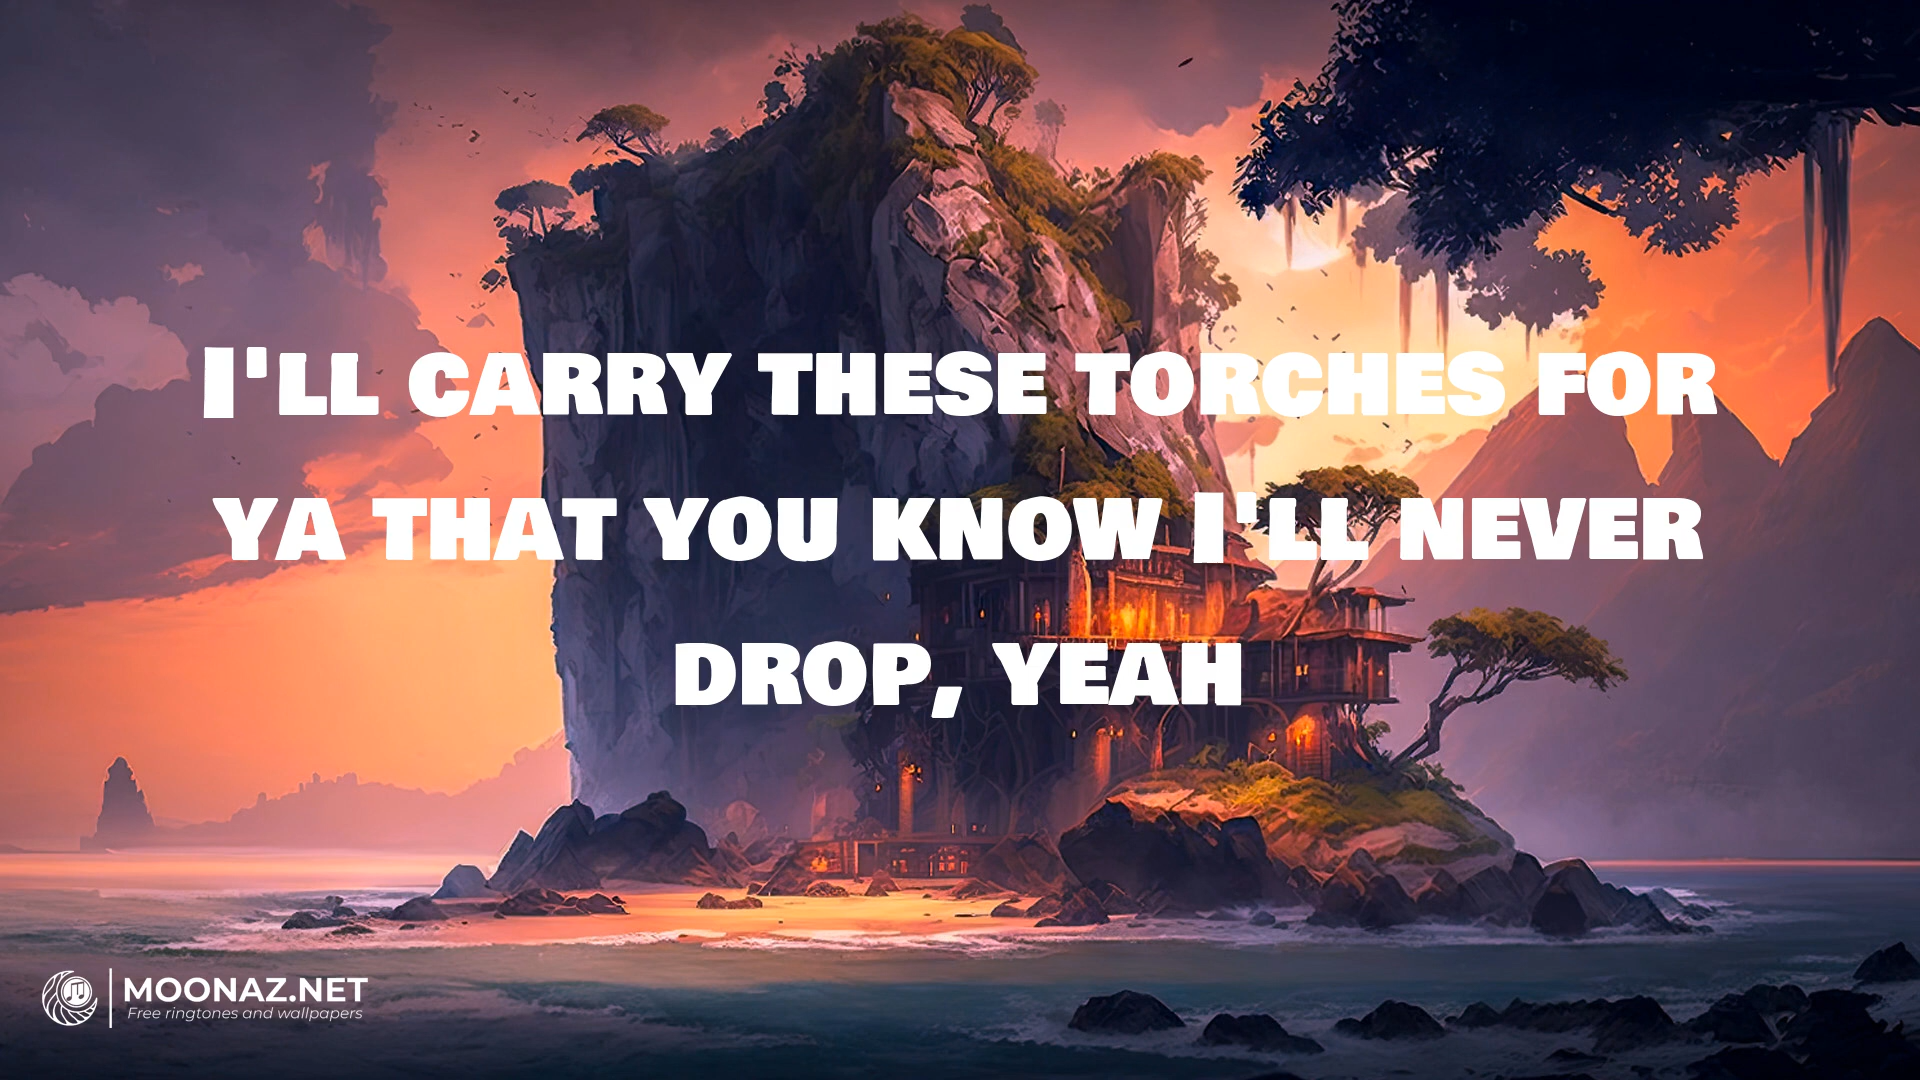 I'll carry these torches for
ya that you know I'll never
drop, yeah
MOONAZ.NET
Free ringtones and wallpapers